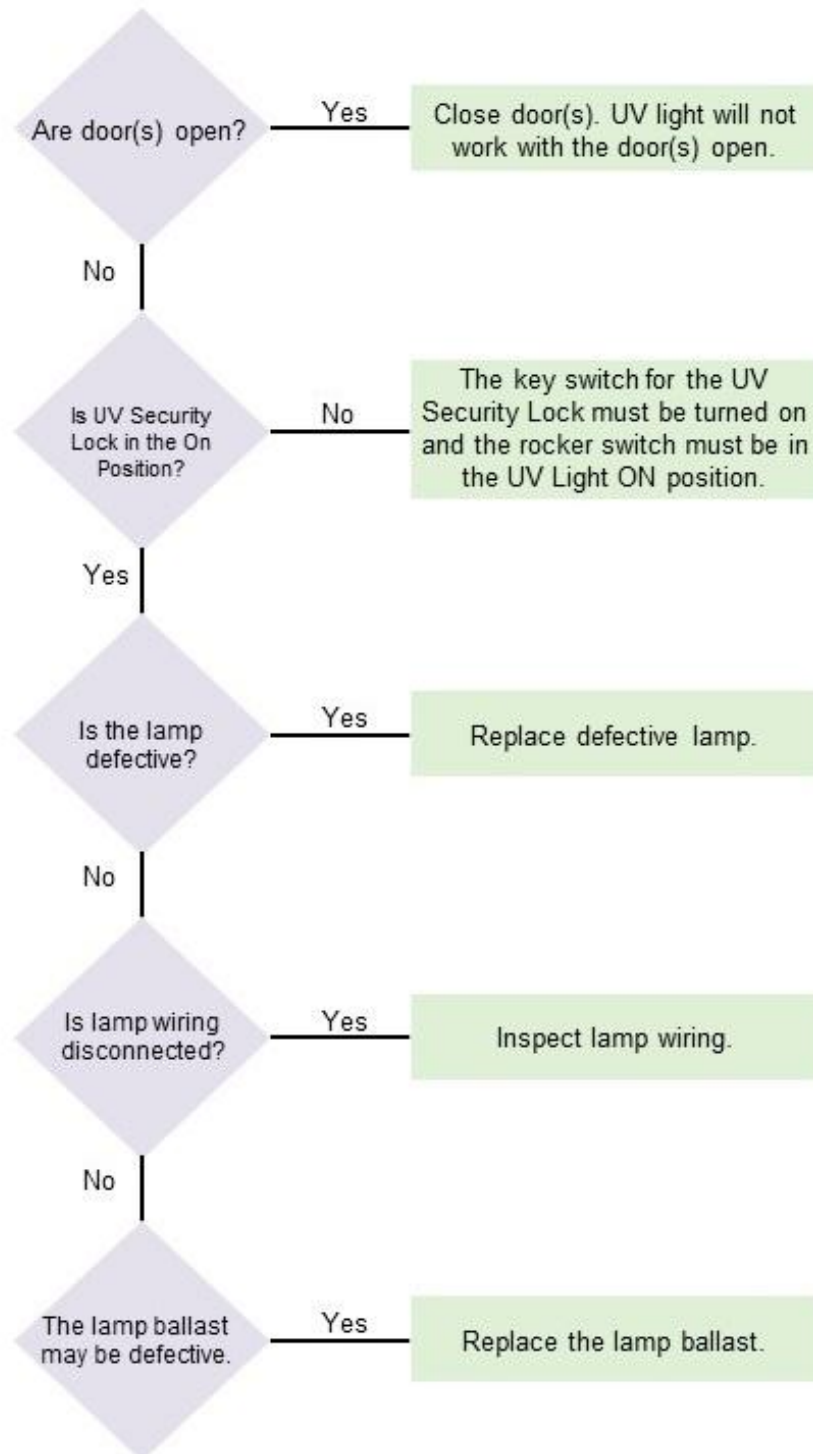 Are door(s) open?
Yes
Close door(s). UV light will not
work with the door(s) open.
No
Is UV Security
Lock in the On
Position?
No
The key switch for the UV
Security Lock must be turned on
and the rocker switch must be in
the UV Light ON position.
Yes
Is the lamp
defective?
Yes
Replace defective lamp.
No
Is lamp wiring
disconnected?
Yes
Inspect lamp wiring.
No
The lamp ballast
may be defective.
Yes
Replace the lamp ballast.